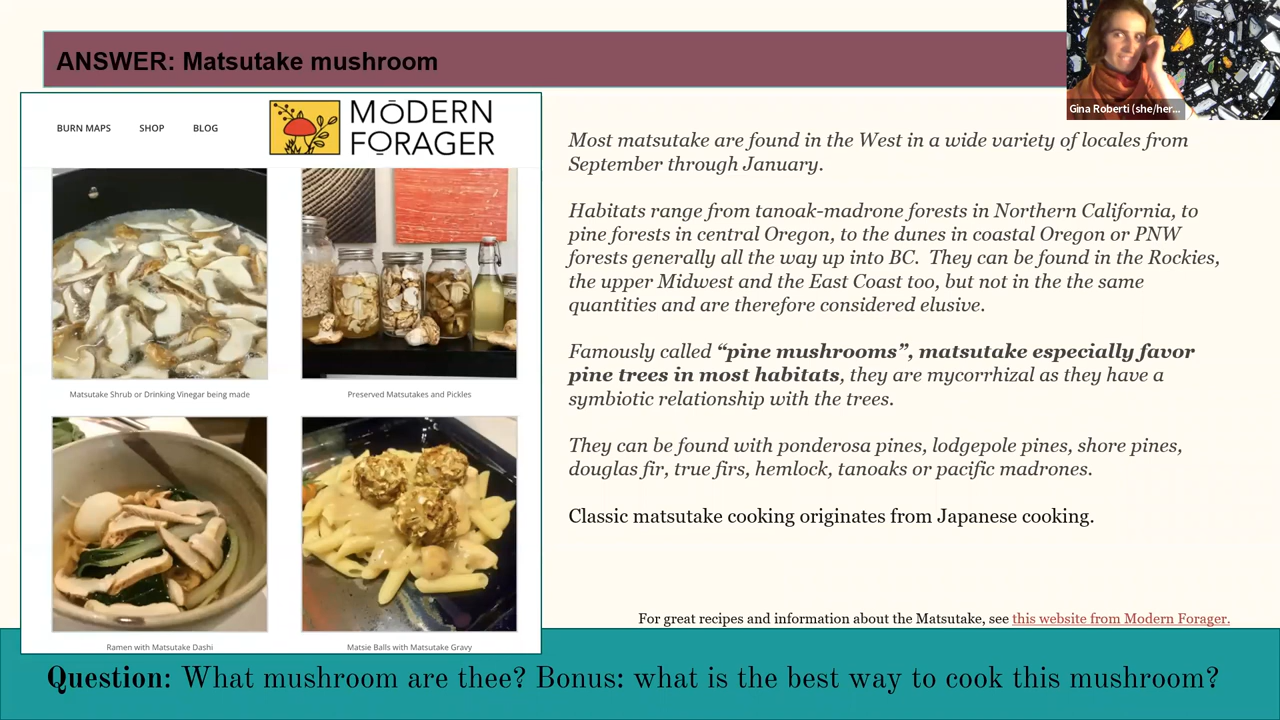 ANSWER: Matsutake mushroom
Gina Roberti (she/her...
BURN MAPS SHOP BLOG
MŌDERN
FŌRAGER
Matsutake Shrub or Drinking Vinegar being made
Preserved Matsutakes and Pickles
Ramen with Matsutake Dashi
Matsie Balls with Matsutake Gravy
Most matsutake are found in the West in a wide variety of locales from
September through January.
Habitats range from tanoak-madrone forests in Northern California, to
pine forests in central Oregon, to the dunes in coastal Oregon or PNW
forests generally all the way up into BC. They can be found in the Rockies,
the upper Midwest and the East Coast too, but not in the the same
quantities and are therefore considered elusive.
Famously called “pine mushrooms”, matsutake especially favor
pine trees in most habitats, they are mycorrhizal as they have a
symbiotic relationship with the trees.
They can be found with ponderosa pines, lodgepole pines, shore pines,
douglas fir, true firs, hemlock, tanoaks or pacific madrones.
Classic matsutake cooking originates from Japanese cooking.
For great recipes and information about the Matsutake, see this website from Modern Forager.
Question: What mushroom are thee? Bonus: what is the best way to cook this mushroom?